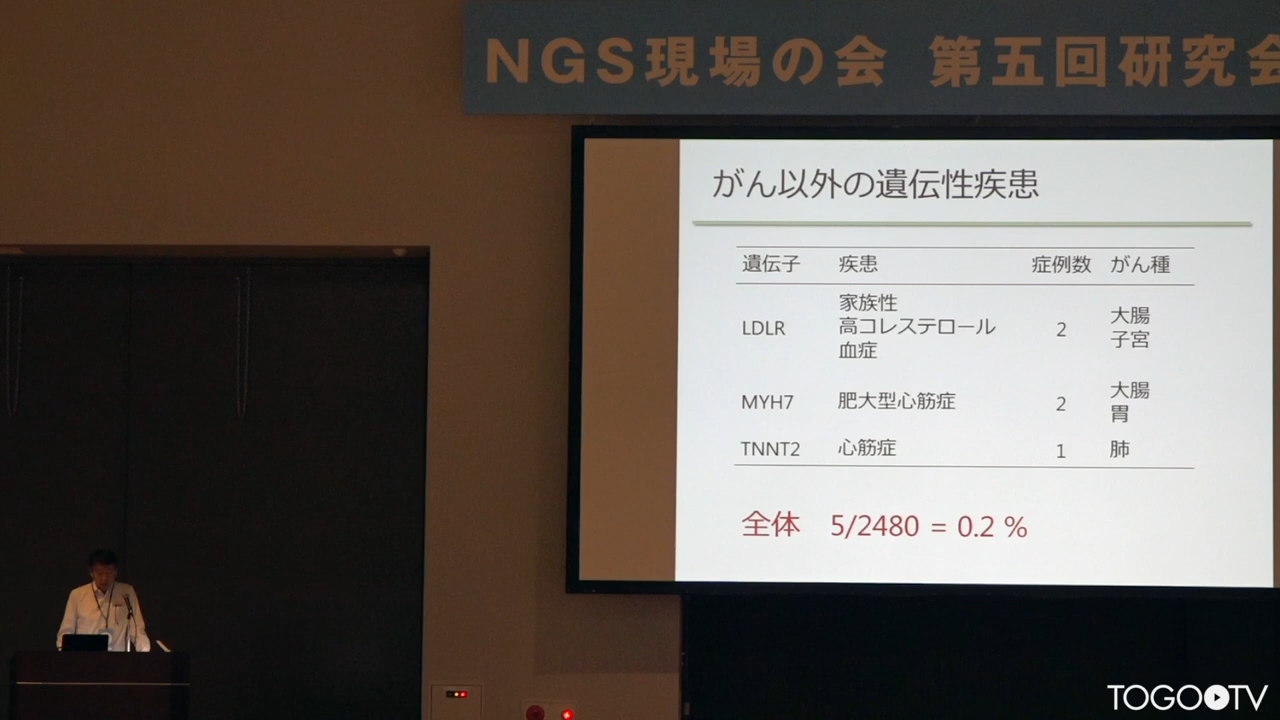 NGS現場の会 第五回研究会
がん以外の遺伝性疾患
遺伝子 疾患 症例数 がん種
LDLR 家族性 高コレステロール 血症 2 大腸 子宮
MYH7 肥大型心筋症 2 大腸 胃
TNNT2 心筋症 1 肺
全体 5/2480 = 0.2 %
TOGOTV